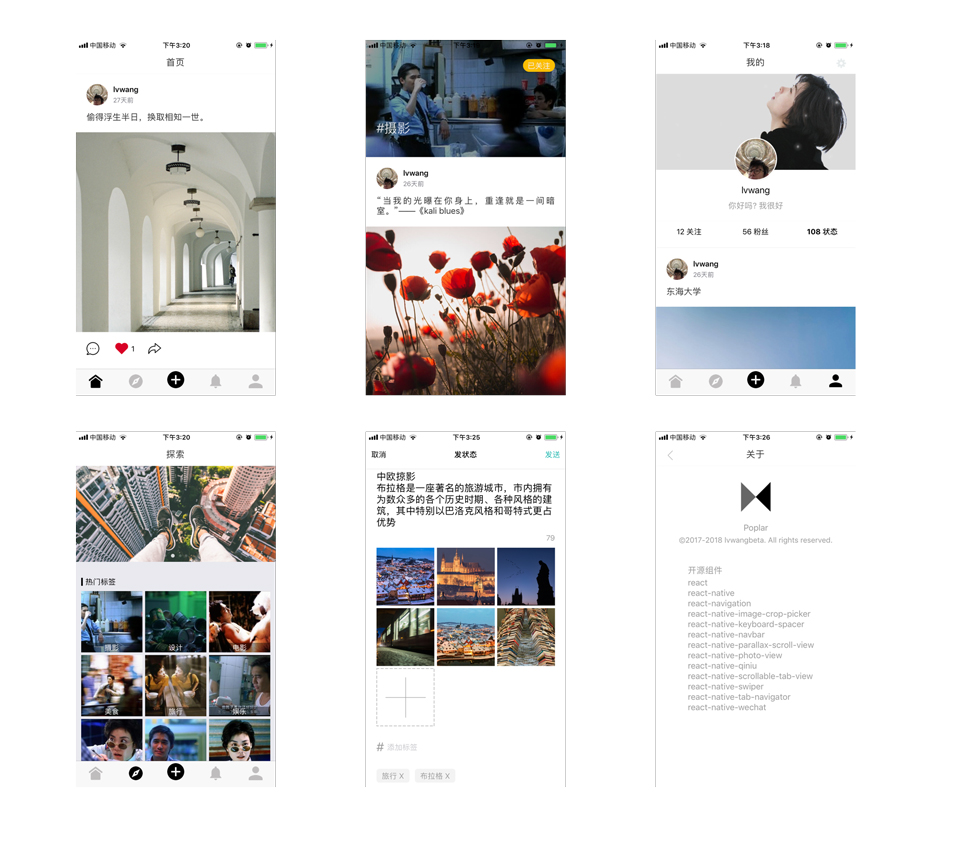 中国移动
下午3:20
首页
lvwang
27天前
偷得浮生半日，换取相知一世。
1
中国移动
已关注
#摄影
lvwang
26天前
“当我的光曝在你身上，重逢就是一间暗
室。”——《kali blues》
中国移动
下午3:18
我的
lvwang
你好吗? 我很好
12 关注
56 粉丝
108 状态
lvwang
26天前
东海大学
中国移动
下午3:20
探索
热门标签
摄影
设计
电影
美食
旅行
娱乐
中国移动
下午3:25
取消
发状态
发送
中欧掠影
布拉格是一座著名的旅游城市，市内拥有
为数众多的各个历史时期、各种风格的建
筑，其中特别以巴洛克风格和哥特式更占
优势
79
# 添加标签
旅行 X
布拉格 X
中国移动
下午3:26
关于
Poplar
©2017-2018 lvwangbeta. All rights reserved.
开源组件
react
react-native
react-navigation
react-native-image-crop-picker
react-native-keyboard-spacer
react-native-navbar
react-native-parallax-scroll-view
react-native-photo-view
react-native-qiniu
react-native-scrollable-tab-view
react-native-swiper
react-native-tab-navigator
react-native-wechat